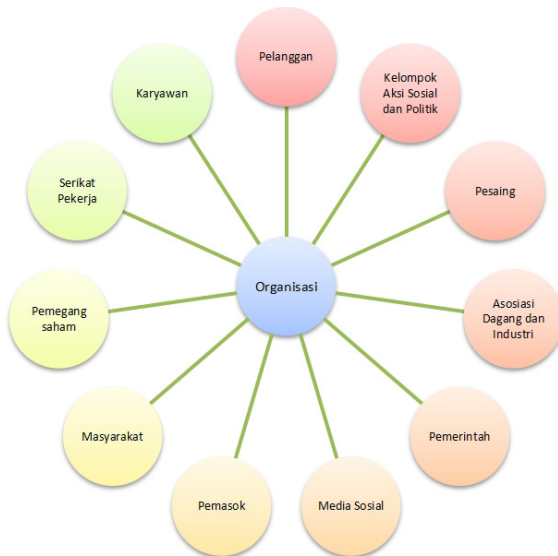 Pelanggan
Kelompok
Aksi Sosial
dan Politik
Pesaing
Asosiasi
Dagang dan
Industri
Pemerintah
Media Sosial
Pemasok
Masyarakat
Pemegang
saham
Serikat
Pekerja
Karyawan
Organisasi